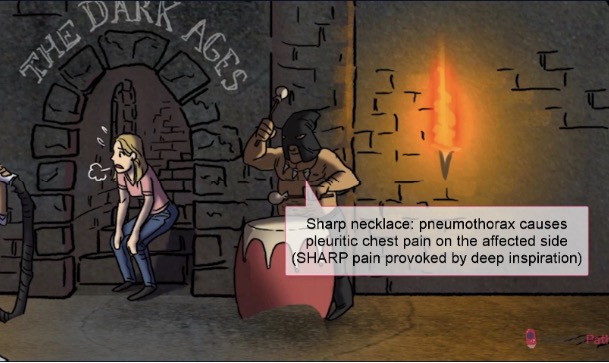 THE DARK AGES
Sharp necklace: pneumothorax causes
pleuritic chest pain on the affected side
(SHARP pain provoked by deep inspiration)